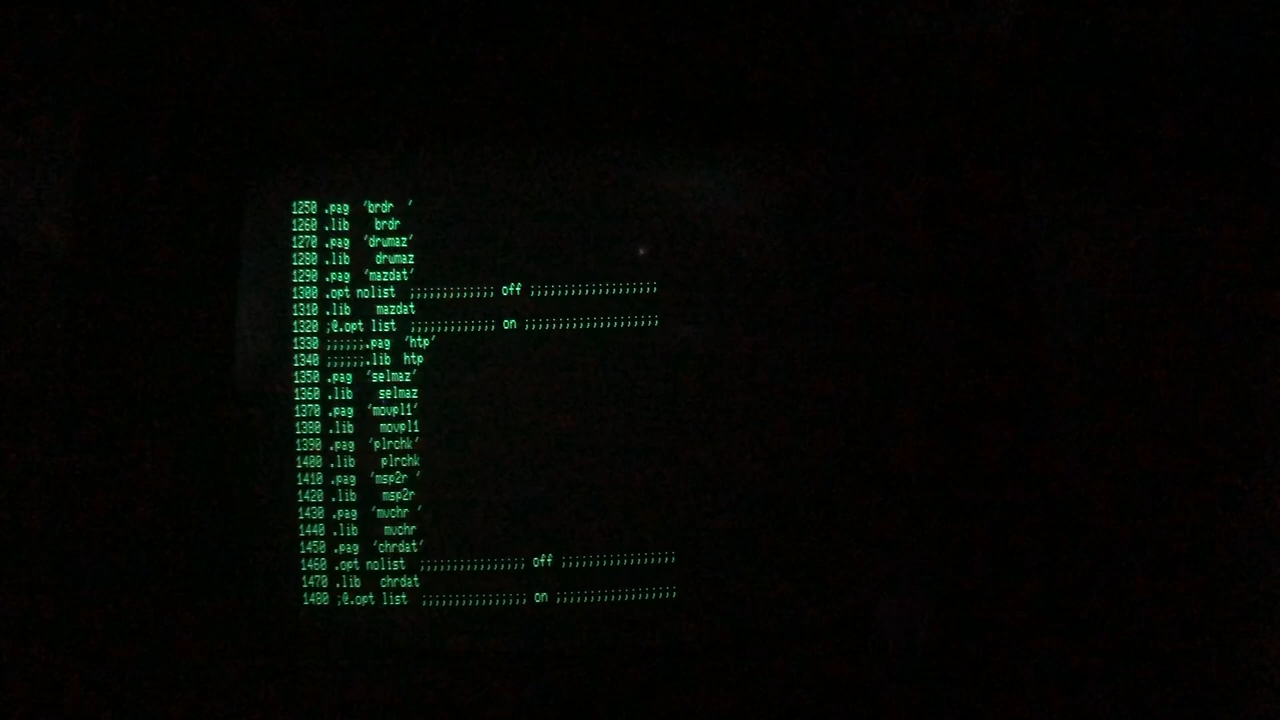 1250 .pag  'brdr  '
1260 .lib    brdr
1270 .pag  'drumaz'
1280 .lib    drumaz
1290 .pag  'mazdat'
1300 .opt nolist  ;;;;;;;;;;;;; off ;;;;;;;;;;;;;;;;;;;
1310 .lib    mazdat
1320 ;@.opt list  ;;;;;;;;;;;;; on ;;;;;;;;;;;;;;;;;;;;
1330 ;;;;;;.pag  'htp'
1340 ;;;;;;.lib  htp
1350 .pag  'selmaz'
1360 .lib    selmaz
1370 .pag  'movpl1'
1380 .lib    movpl1
1390 .pag  'plrchk'
1400 .lib    plrchk
1410 .pag  'msp2r '
1420 .lib    msp2r
1430 .pag  'mvchr '
1440 .lib    mvchr
1450 .pag  'chrdat'
1460 .opt nolist  ;;;;;;;;;;;;;;;; off ;;;;;;;;;;;;;;;;;
1470 .lib   chrdat
1480 ;@.opt list  ;;;;;;;;;;;;;;;; on ;;;;;;;;;;;;;;;;;;